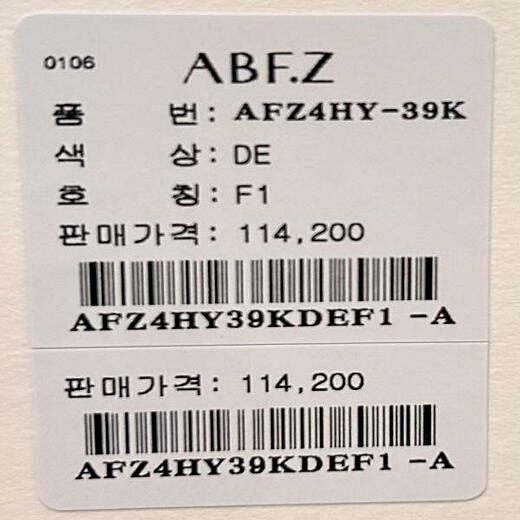 0106
ABF.Z
품 번: AFZ4HY-39K
색 상: DE
호 칭: F1
판매가격: 114,200
AFZ4HY39KDEF1 -A
판매가격: 114,200
AFZ4HY39KDEF1 -A